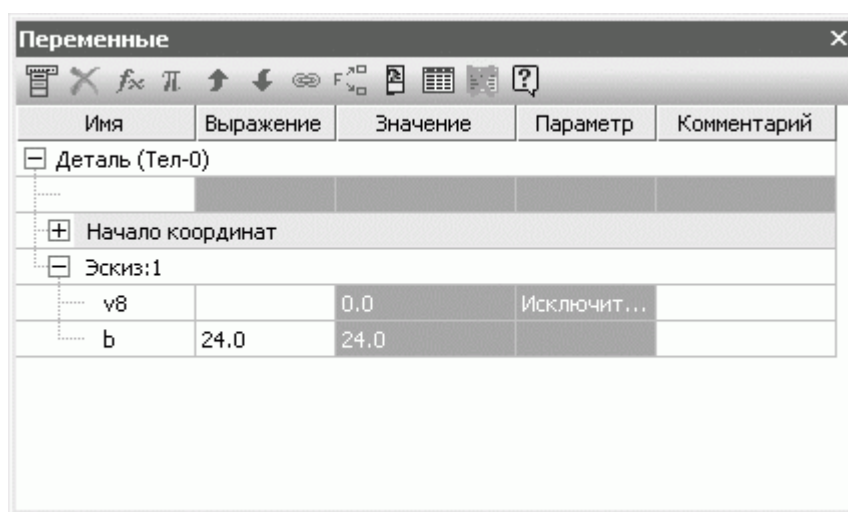 Переменные
Имя Выражение Значение Параметр Комментарий
Деталь (Тел-0)
Начало координат
Эскиз:1
v8 0.0 Исключит...
b 24.0 24.0